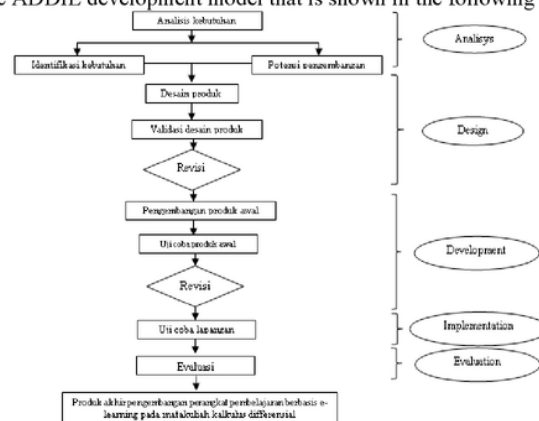 ADDIE development model that is shown in the following
Analisis kebutuhan
Analisys
Identifikasi kebutuhan
Potensi pengembangan
Desain produk
Validasi desain produk
Design
Revisi
Pengembangan produk awal
Uji coba produk awal
Development
Revisi
Uti coba lapangan
Implementation
Evaluasi
Evaluation
Produk akhir pengembangan perangkat pembelajaran berbasis e-
learning pada matakuliah kalkulus differensial